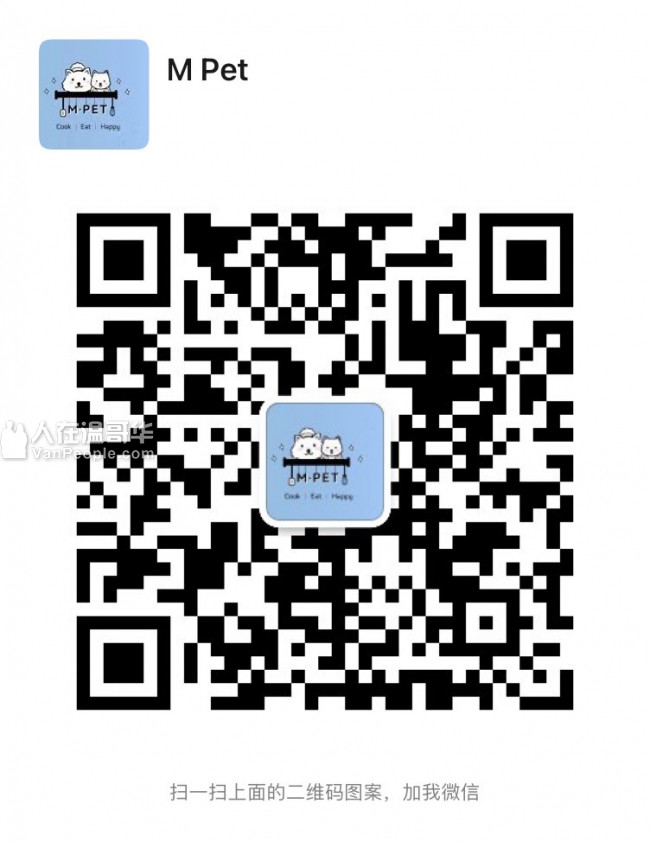 M·PET
Cook | Eat | Happy
M Pet
人在温哥华
VanPeople.com
M·PET
Cook | Eat | Happy
扫一扫上面的二维码图案，加我微信